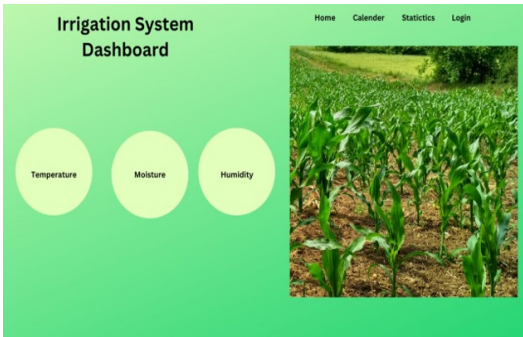 Irrigation System
Dashboard
Home Calender Statictics Login
Temperature Moisture Humidity